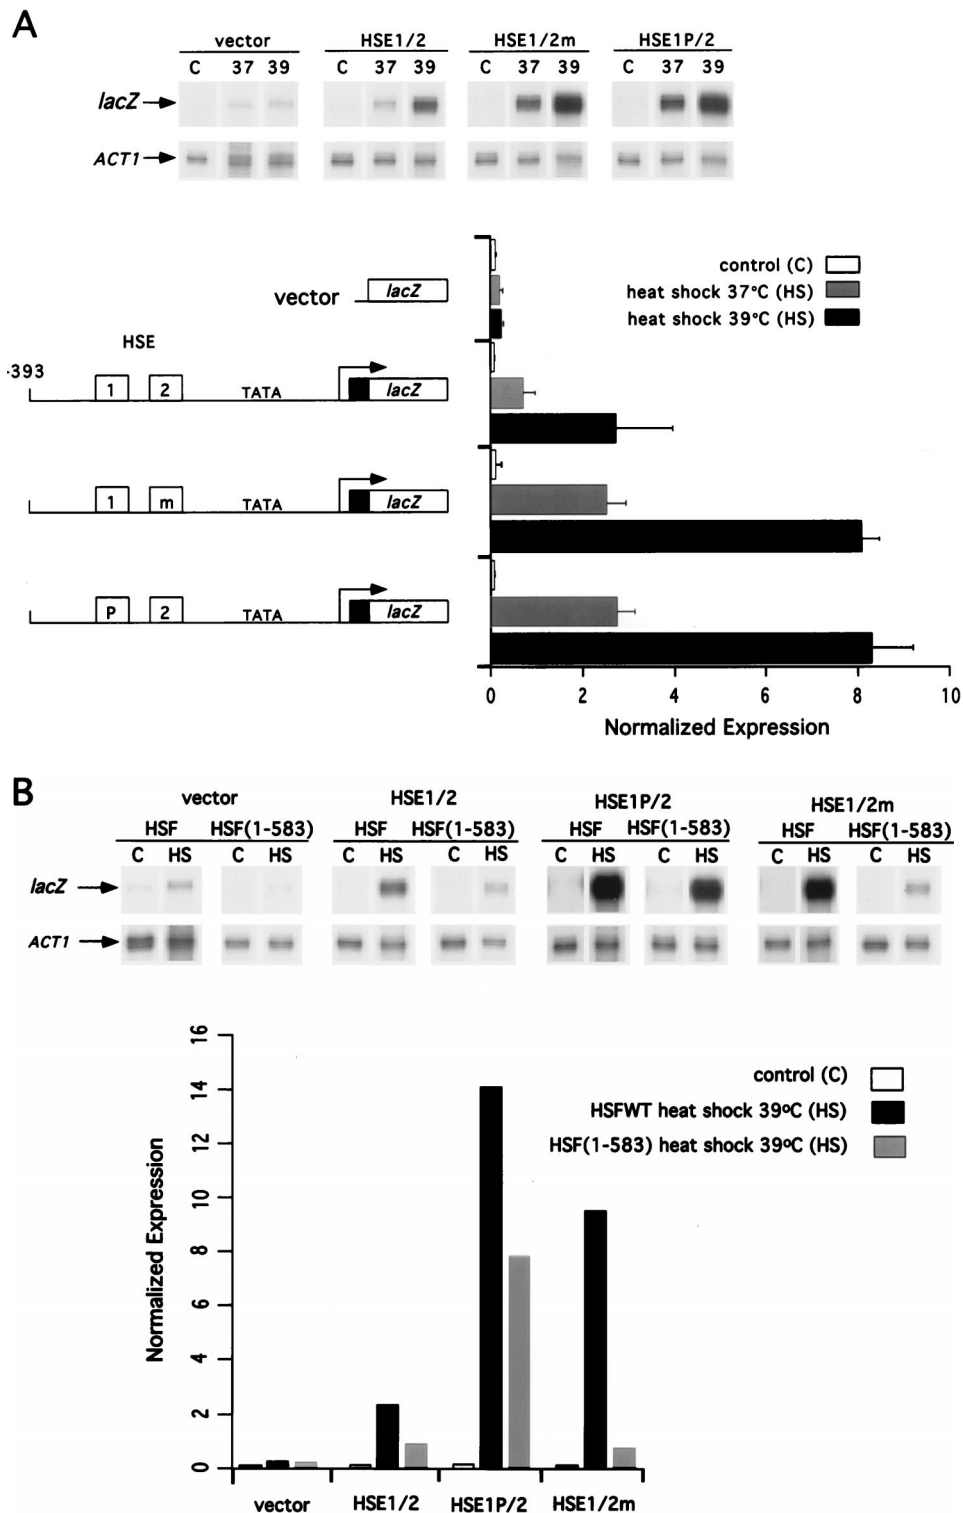 A
vector HSE1/2 HSE1/2m HSE1P/2
C 37 39 C 37 39 C 37 39 C 37 39
lacZ
ACT1
control (C)
heat shock 37°C (HS)
heat shock 39°C (HS)
vector lacZ
HSE
-393
1 2 TATA lacZ
1 m TATA lacZ
P 2 TATA lacZ
0 2 4 6 8 10
Normalized Expression
B
vector HSE1/2 HSE1P/2 HSE1/2m
HSF HSF(1-583) HSF HSF(1-583) HSF HSF(1-583) HSF HSF(1-583)
C HS C HS C HS C HS C HS C HS C HS C HS
lacZ
ACT1
16
14
12
10
8
6
4
2
0
Normalized Expression
control (C)
HSFWT heat shock 39ºC (HS)
HSF(1-583) heat shock 39ºC (HS)
vector HSE1/2 HSE1P/2 HSE1/2m